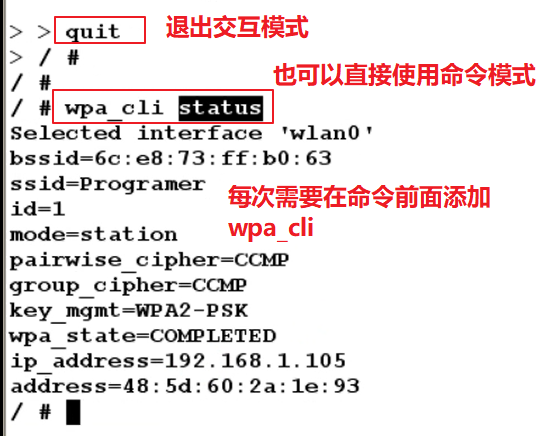 > > quit
退出交互模式
> / #
/ #
也可以直接使用命令模式
/ # wpa_cli status
Selected interface 'wlan0'
bssid=6c:e8:73:ff:b0:63
ssid=Programer
每次需要在命令前面添加
wpa_cli
id=1
mode=station
pairwise_cipher=CCMP
group_cipher=CCMP
key_mgmt=WPA2-PSK
wpa_state=COMPLETED
ip_address=192.168.1.105
address=48:5d:60:2a:1e:93
/ #